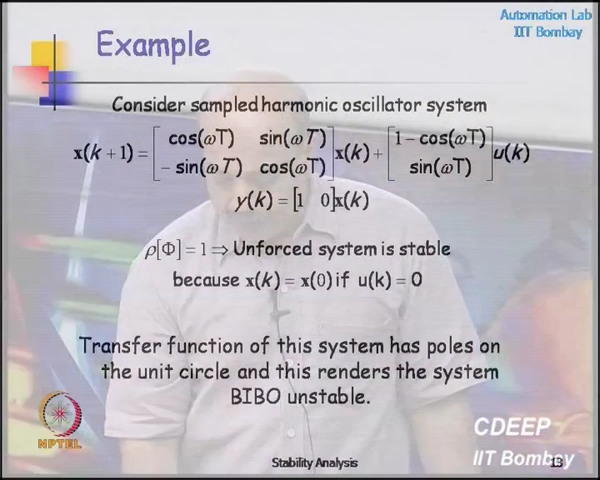 Automation Lab
IIT Bombay
Example
Consider sampled harmonic oscillator system
x(k + 1) = [cos(ωT) sin(ωT) -sin(ωT) cos(ωT)] x(k) + [1 - cos(ωT) sin(ωT)] u(k)
y(k) = [1 0]x(k)
ρ[Φ] = 1 ⇒ Unforced system is stable
because x(k) = x(0) if u(k) = 0
Transfer function of this system has poles on
the unit circle and this renders the system
BIBO unstable.
NPTEL
CDEEP
IIT Bombay
Stability Analysis
13